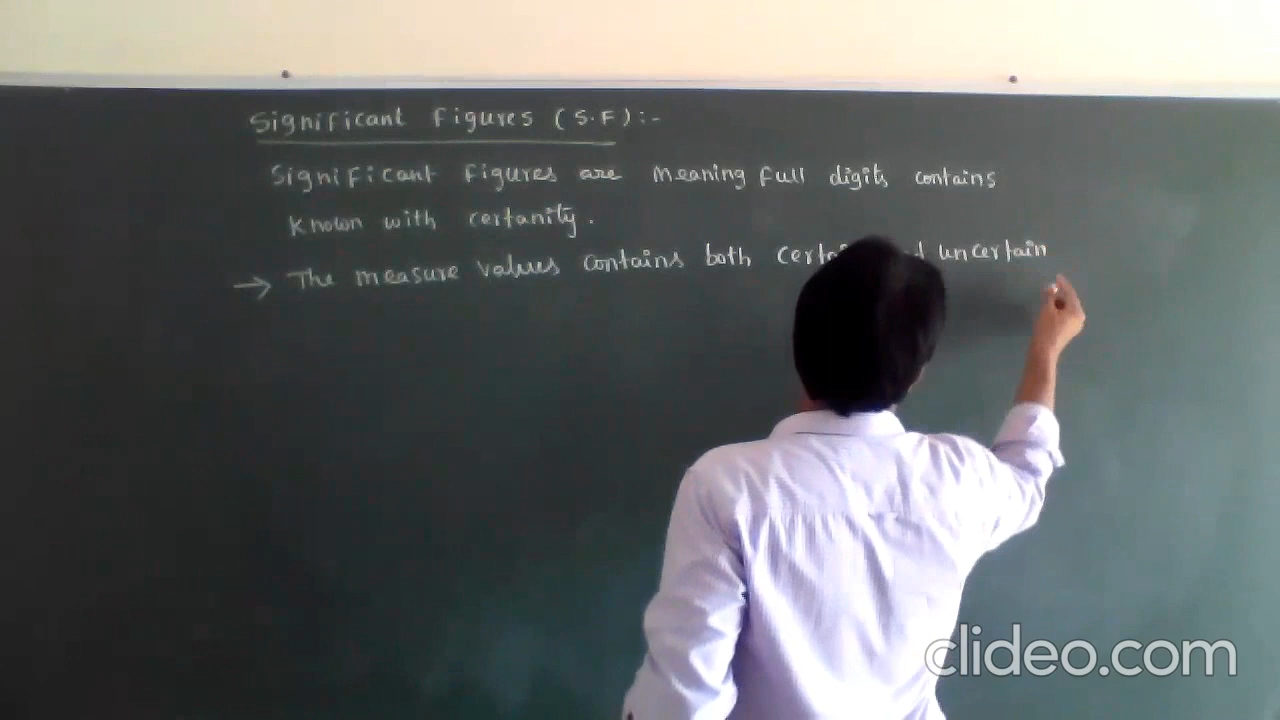 Significant Figures (S.F) :-
Significant Figures are Meaning Full digits contains
Known with certanity.
→ The measure values contains both uncertain
clideo.com